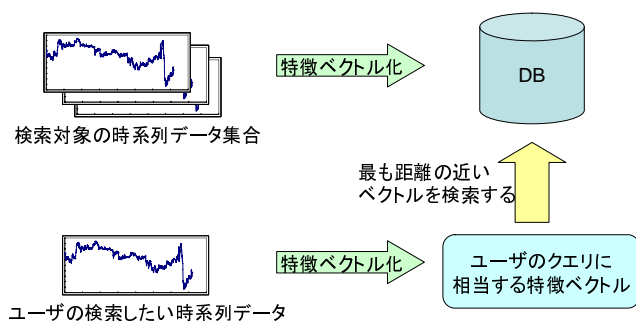 特徴ベクトル化
DB
検索対象の時系列データ集合
最も距離の近い
ベクトルを検索する
特徴ベクトル化
ユーザのクエリに
相当する特徴ベクトル
ユーザの検索したい時系列データ